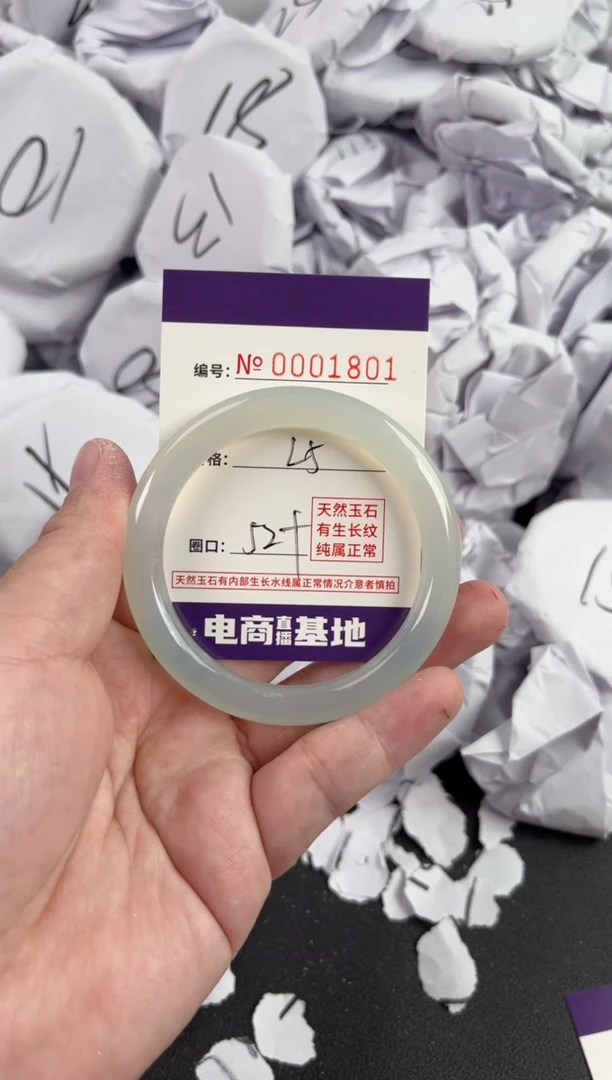 10
18
编号: № 0001801
格: L5
圈口: 52+
天然玉石
有生长纹
纯属正常
天然玉石有内部生长水线属正常情况介意者慎拍
电商直播基地